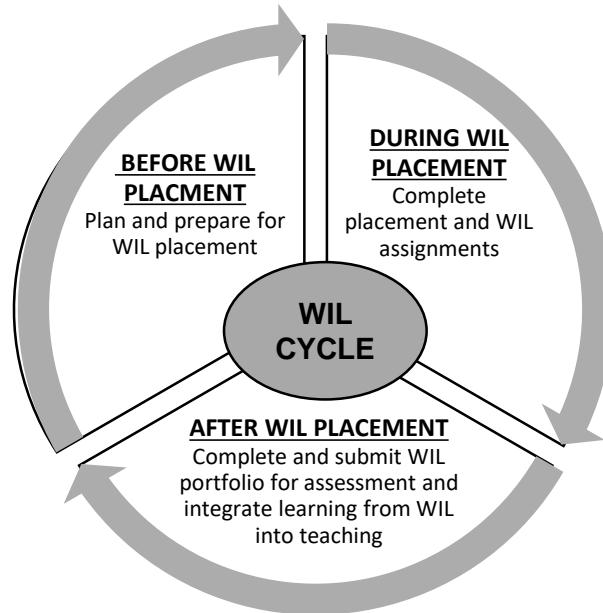 BEFORE WIL
PLACMENT
Plan and prepare for
WIL placement
DURING WIL
PLACEMENT
Complete
placement and WIL
assignments
WIL
CYCLE
AFTER WIL PLACEMENT
Complete and submit WIL
portfolio for assessment and
integrate learning from WIL
into teaching